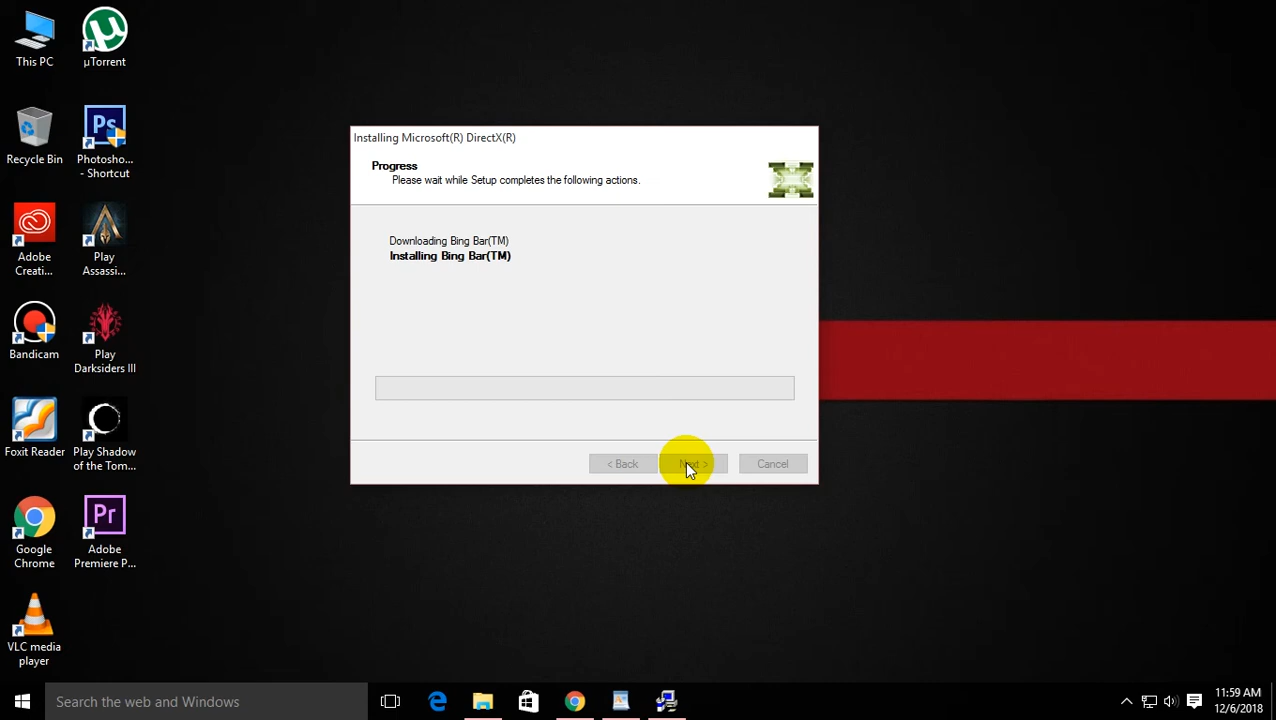 This PC
µTorrent
Recycle Bin
Ps
Photosho...
- Shortcut
Adobe
Creati...
Play
Assassi...
Bandicam
Play
Darksiders III
Foxit Reader
Play Shadow
of the Tom...
Google
Chrome
Pr
Adobe
Premiere P...
VLC media
player
Installing Microsoft(R) DirectX(R)
Progress
Please wait while Setup completes the following actions.
Downloading Bing Bar(TM)
Installing Bing Bar(TM)
< Back
Next >
Cancel
Search the web and Windows
11:59 AM
12/6/2018